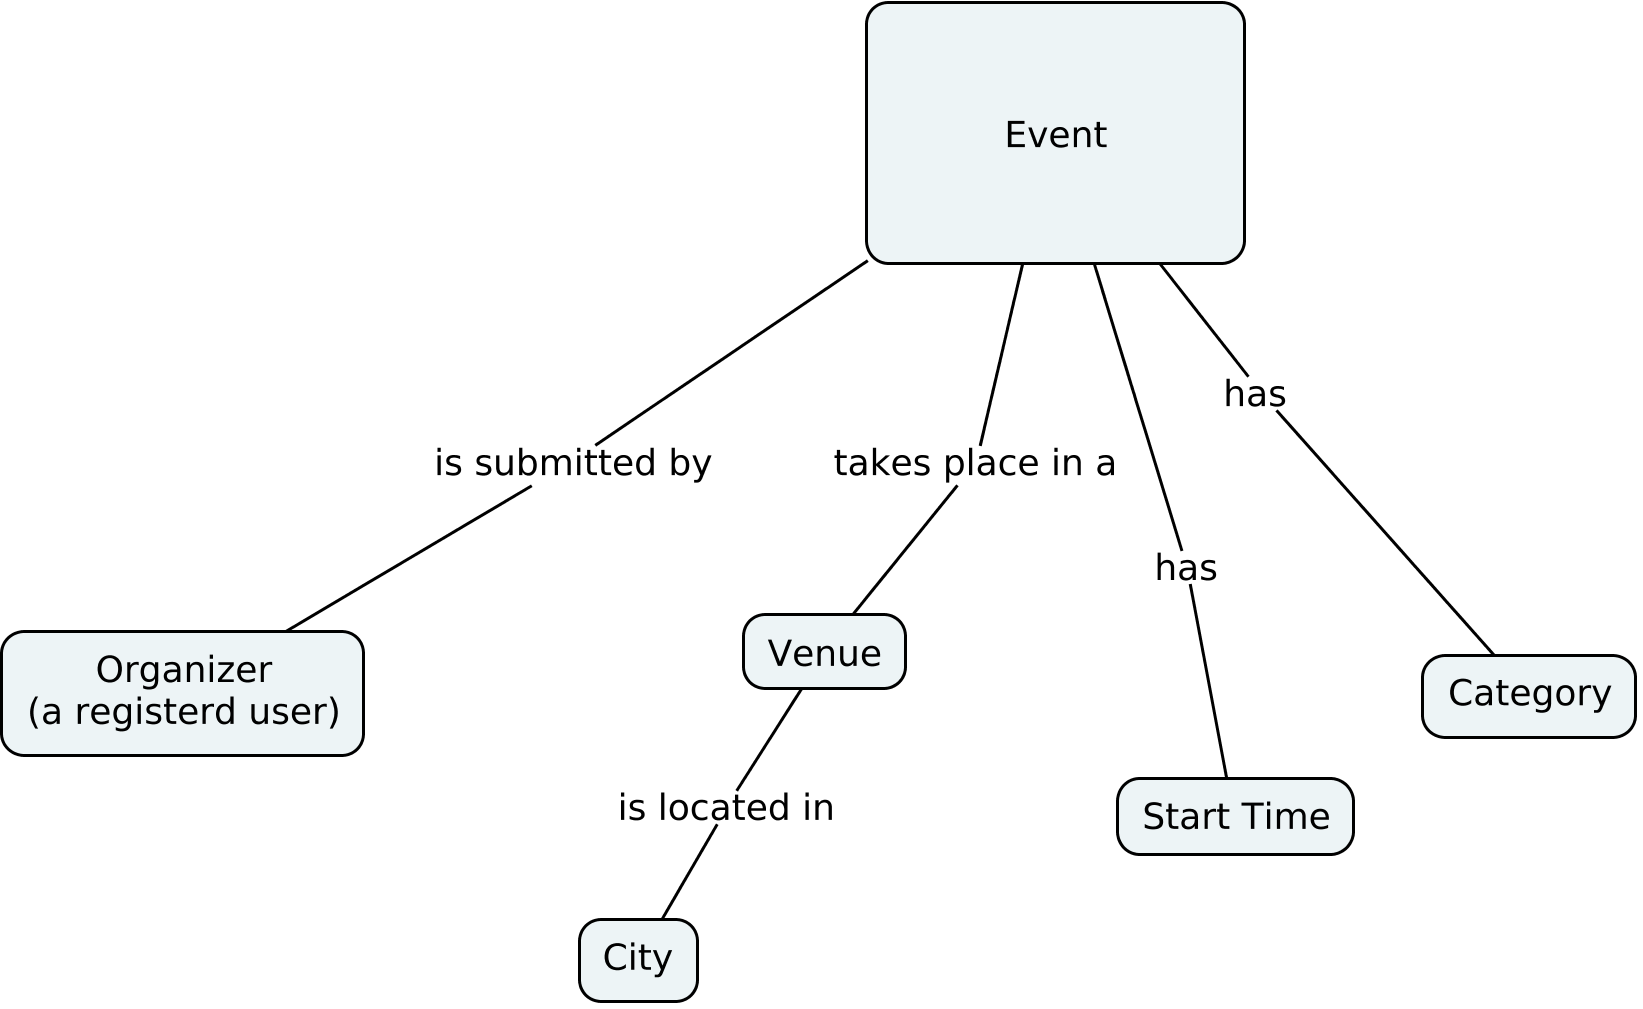 Event
has
is submitted by
takes place in a
has
Organizer
(a registerd user)
Venue
Category
is located in
Start Time
City